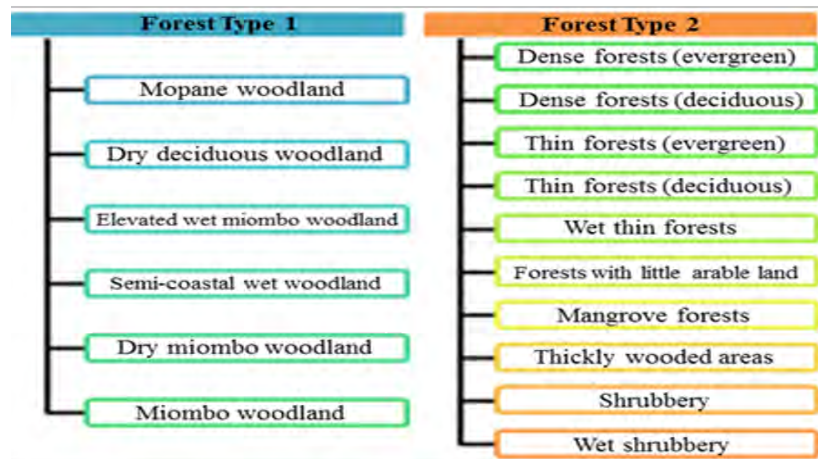 Forest Type 1
Mopane woodland
Dry deciduous woodland
Elevated wet miombo woodland
Semi-coastal wet woodland
Dry miombo woodland
Miombo woodland
Forest Type 2
Dense forests (evergreen)
Dense forests (deciduous)
Thin forests (evergreen)
Thin forests (deciduous)
Wet thin forests
Forests with little arable land
Mangrove forests
Thickly wooded areas
Shrubbery
Wet shrubbery